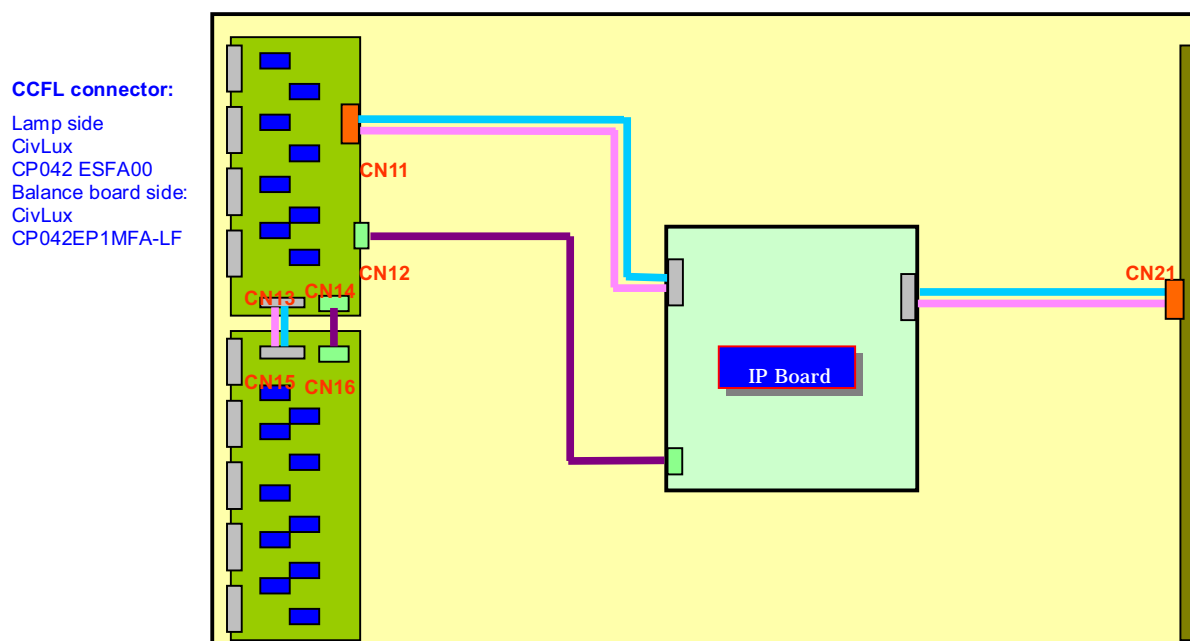 CCFL connector:
Lamp side
CivLux
CP042 ESFA00
Balance board side:
CivLux
CP042EP1MFA-LF
CN11
CN12
CN13
CN14
CN15
CN16
CN21
IP Board